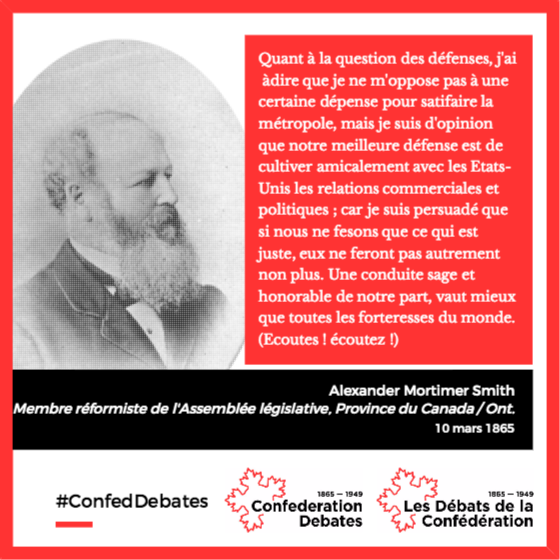 Quant à la question des défenses, j'ai
àdire que je ne m'oppose pas à une
certaine dépense pour satifaire la
métropole, mais je suis d'opinion
que notre meilleure défense est de
cultiver amicalement avec les Etats-
Unis les relations commerciales et
politiques ; car je suis persuadé que
si nous ne fesons que ce qui est
juste, eux ne feront pas autrement
non plus. Une conduite sage et
honorable de notre part, vaut mieux
que toutes les forteresses du monde.
(Ecoutes ! écoutez !)
Alexander Mortimer Smith
Membre réformiste de l'Assemblée législative, Province du Canada / Ont.
10 mars 1865
#ConfedDebates
1865 — 1949
Confederation
Debates
1865 — 1949
Les Débats de la
Confédération